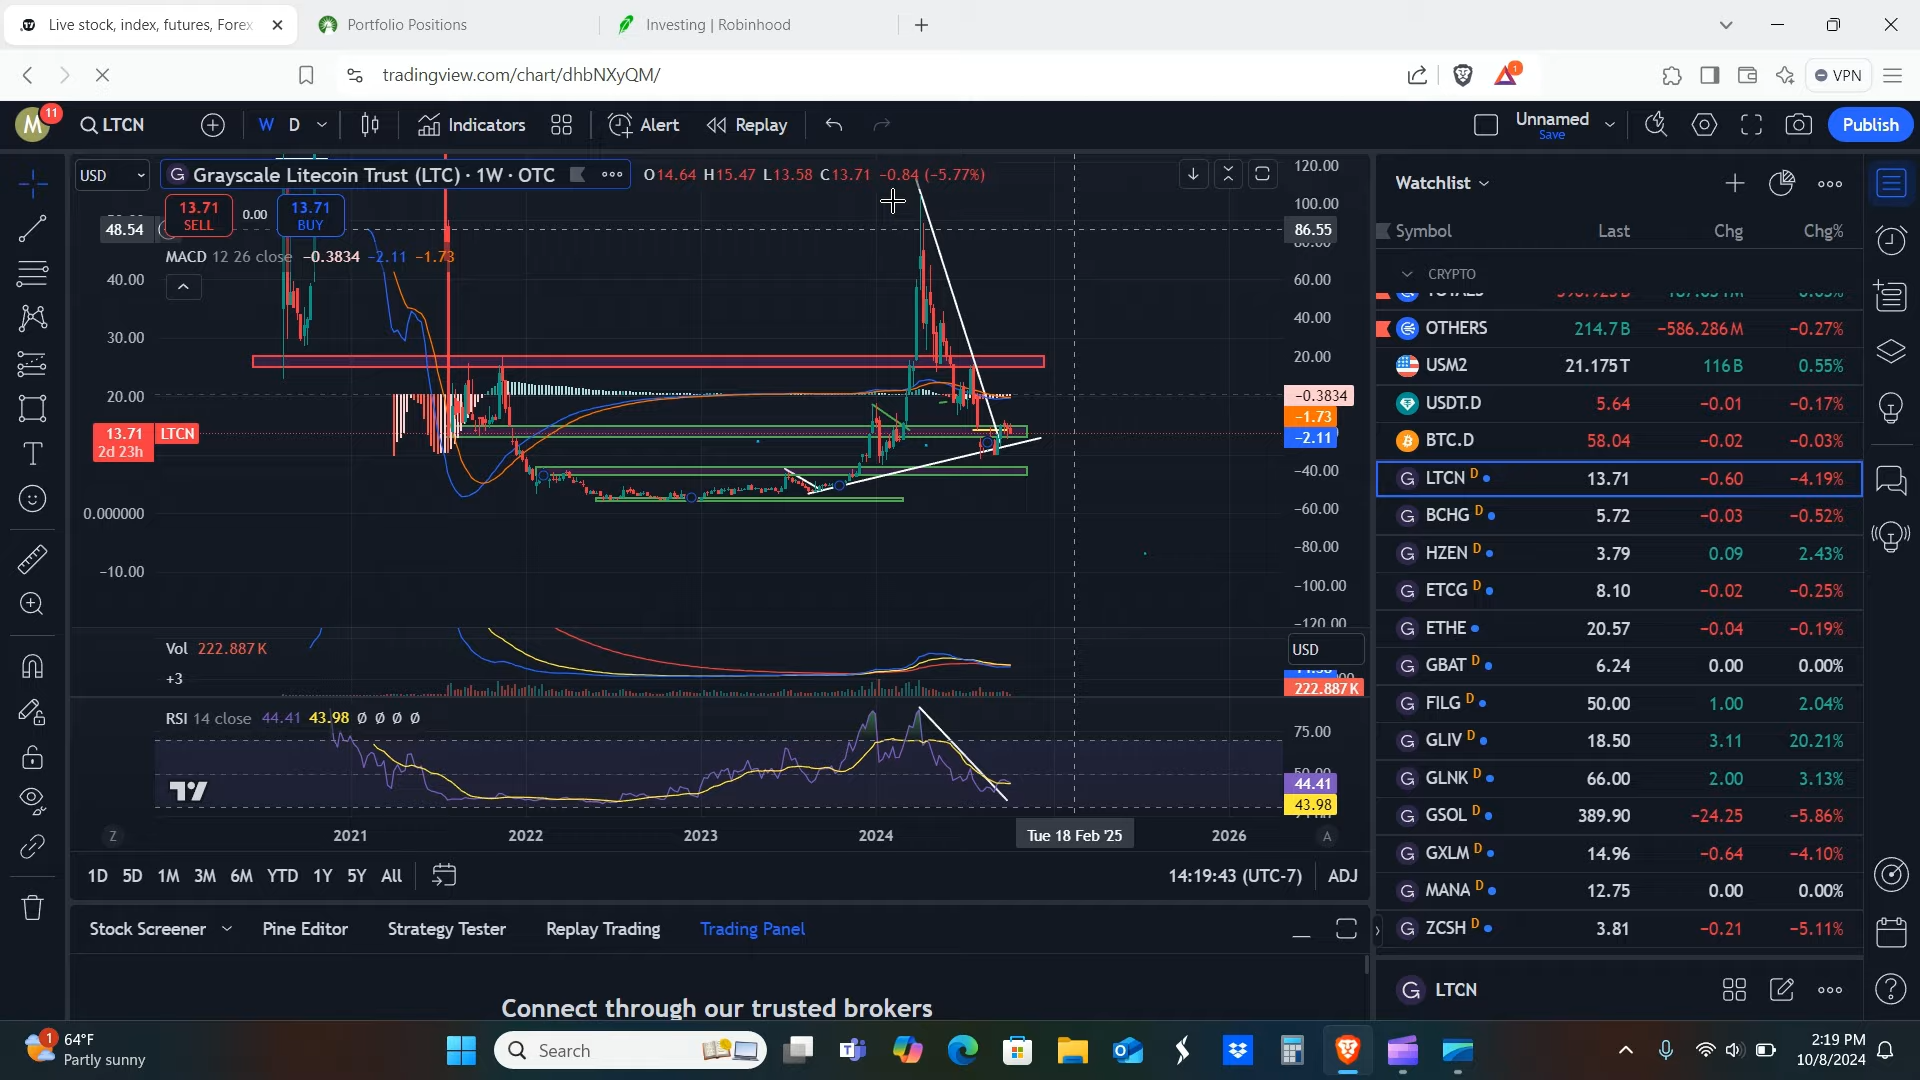 Live stock, index, futures, Forex
Portfolio Positions
Investing | Robinhood
tradingview.com/chart/dhbNXyQM/
1
VPN
M
11
LTCN
W
D
Indicators
Alert
Replay
Unnamed
Save
Publish
USD
G Grayscale Litecoin Trust (LTC) · 1W · OTC
O14.64 H15.47 L13.58 C13.71 −0.84 (−5.77%)
13.71
SELL
0.00
13.71
BUY
MACD 12 26 close −0.3834 −2.11 −1.73
48.54
40.00
30.00
20.00
13.71
2d 23h
LTCN
0.000000
−10.00
120.00
100.00
86.55
60.00
40.00
20.00
−0.3834
−1.73
−2.11
−40.00
−60.00
−80.00
−100.00
−120.00
Vol 222.887K
+3
USD
222.887K
RSI 14 close 44.41 43.98 Ø Ø Ø Ø
75.00
44.41
43.98
Z
2021
2022
2023
2024
Tue 18 Feb '25
2026
A
1D 5D 1M 3M 6M YTD 1Y 5Y All
14:19:43 (UTC-7)
ADJ
Stock Screener
Pine Editor
Strategy Tester
Replay Trading
Trading Panel
Connect through our trusted brokers
Watchlist
Symbol Last Chg Chg%
CRYPTO
OTHERS 214.7B −586.286M −0.27%
USM2 21.175T 116B 0.55%
USDT.D 5.64 −0.01 −0.17%
BTC.D 58.04 −0.02 −0.03%
LTCN D 13.71 −0.60 −4.19%
BCHG D 5.72 −0.03 −0.52%
HZEN D 3.79 0.09 2.43%
ETCG D 8.10 −0.02 −0.25%
ETHE 20.57 −0.04 −0.19%
GBAT D 6.24 0.00 0.00%
FILG D 50.00 1.00 2.04%
GLIV D 18.50 3.11 20.21%
GLNK D 66.00 2.00 3.13%
GSOL D 389.90 −24.25 −5.86%
GXLM D 14.96 −0.64 −4.10%
MANA D 12.75 0.00 0.00%
ZCSH D 3.81 −0.21 −5.11%
G LTCN
1
64°F
Partly sunny
Search
2:19 PM
10/8/2024